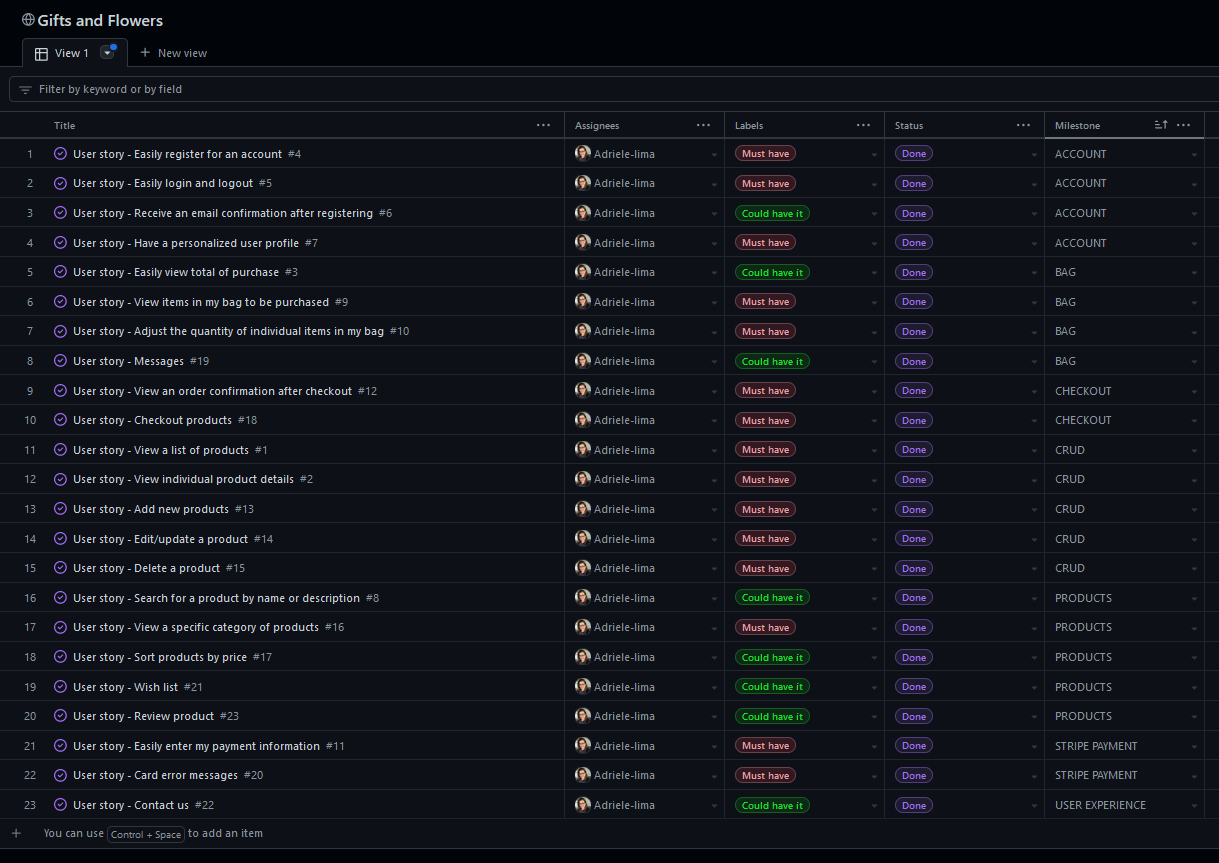 Gifts and Flowers
View 1 New view
Filter by keyword or by field
Title Assignees Labels Status Milestone
1 User story - Easily register for an account #4 Adriele-lima Must have Done ACCOUNT
2 User story - Easily login and logout #5 Adriele-lima Must have Done ACCOUNT
3 User story - Receive an email confirmation after registering #6 Adriele-lima Could have it Done ACCOUNT
4 User story - Have a personalized user profile #7 Adriele-lima Must have Done ACCOUNT
5 User story - Easily view total of purchase #3 Adriele-lima Could have it Done BAG
6 User story - View items in my bag to be purchased #9 Adriele-lima Must have Done BAG
7 User story - Adjust the quantity of individual items in my bag #10 Adriele-lima Must have Done BAG
8 User story - Messages #19 Adriele-lima Could have it Done BAG
9 User story - View an order confirmation after checkout #12 Adriele-lima Must have Done CHECKOUT
10 User story - Checkout products #18 Adriele-lima Must have Done CHECKOUT
11 User story - View a list of products #1 Adriele-lima Must have Done CRUD
12 User story - View individual product details #2 Adriele-lima Must have Done CRUD
13 User story - Add new products #13 Adriele-lima Must have Done CRUD
14 User story - Edit/update a product #14 Adriele-lima Must have Done CRUD
15 User story - Delete a product #15 Adriele-lima Must have Done CRUD
16 User story - Search for a product by name or description #8 Adriele-lima Could have it Done PRODUCTS
17 User story - View a specific category of products #16 Adriele-lima Must have Done PRODUCTS
18 User story - Sort products by price #17 Adriele-lima Could have it Done PRODUCTS
19 User story - Wish list #21 Adriele-lima Could have it Done PRODUCTS
20 User story - Review product #23 Adriele-lima Could have it Done PRODUCTS
21 User story - Easily enter my payment information #11 Adriele-lima Must have Done STRIPE PAYMENT
22 User story - Card error messages #20 Adriele-lima Must have Done STRIPE PAYMENT
23 User story - Contact us #22 Adriele-lima Could have it Done USER EXPERIENCE
You can use Control + Space to add an item